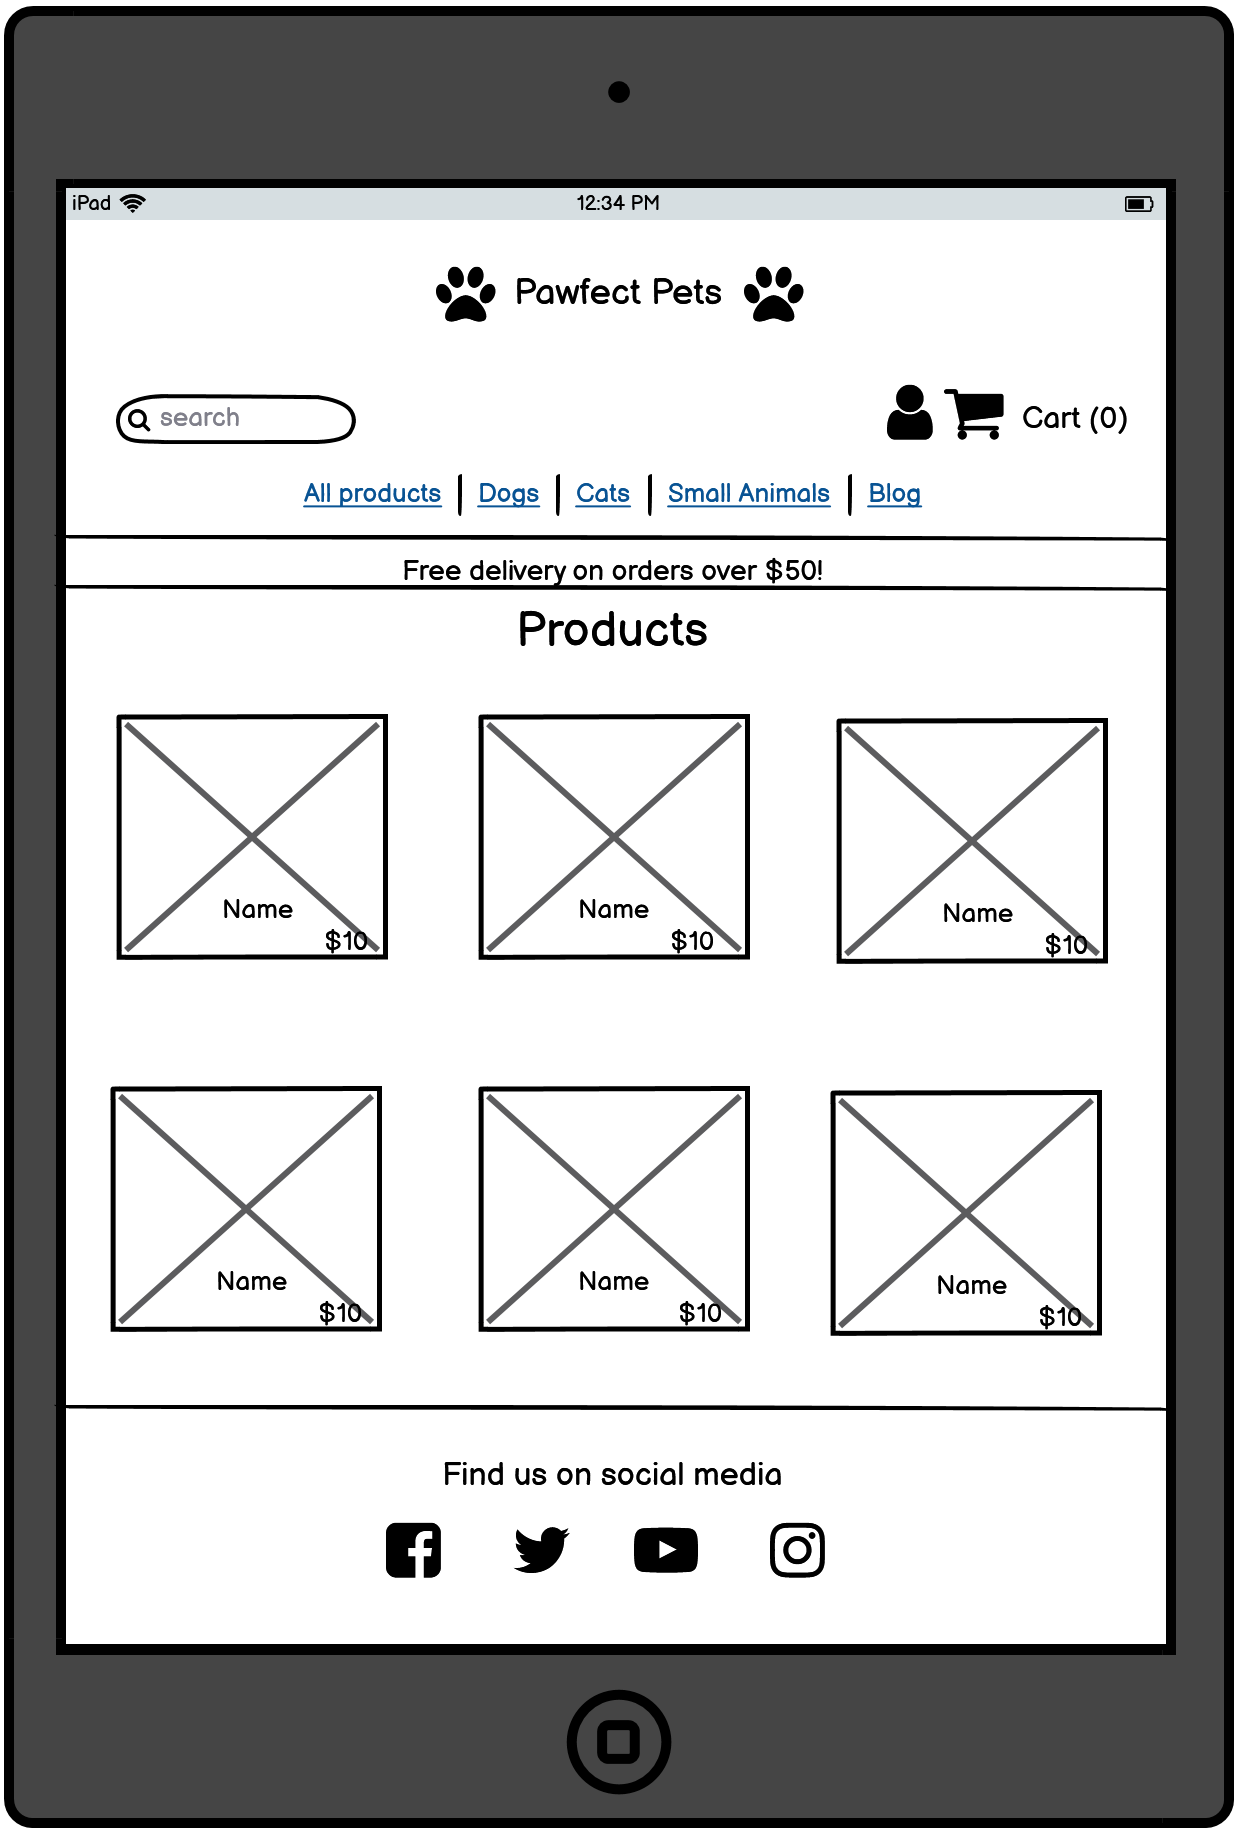 iPad 12:34 PM
Pawfect Pets
search Cart (0)
All products Dogs Cats Small Animals Blog
Free delivery on orders over $50!
Products
Name Name Name
$10 $10 $10
Name Name Name
$10 $10 $10
Find us on social media